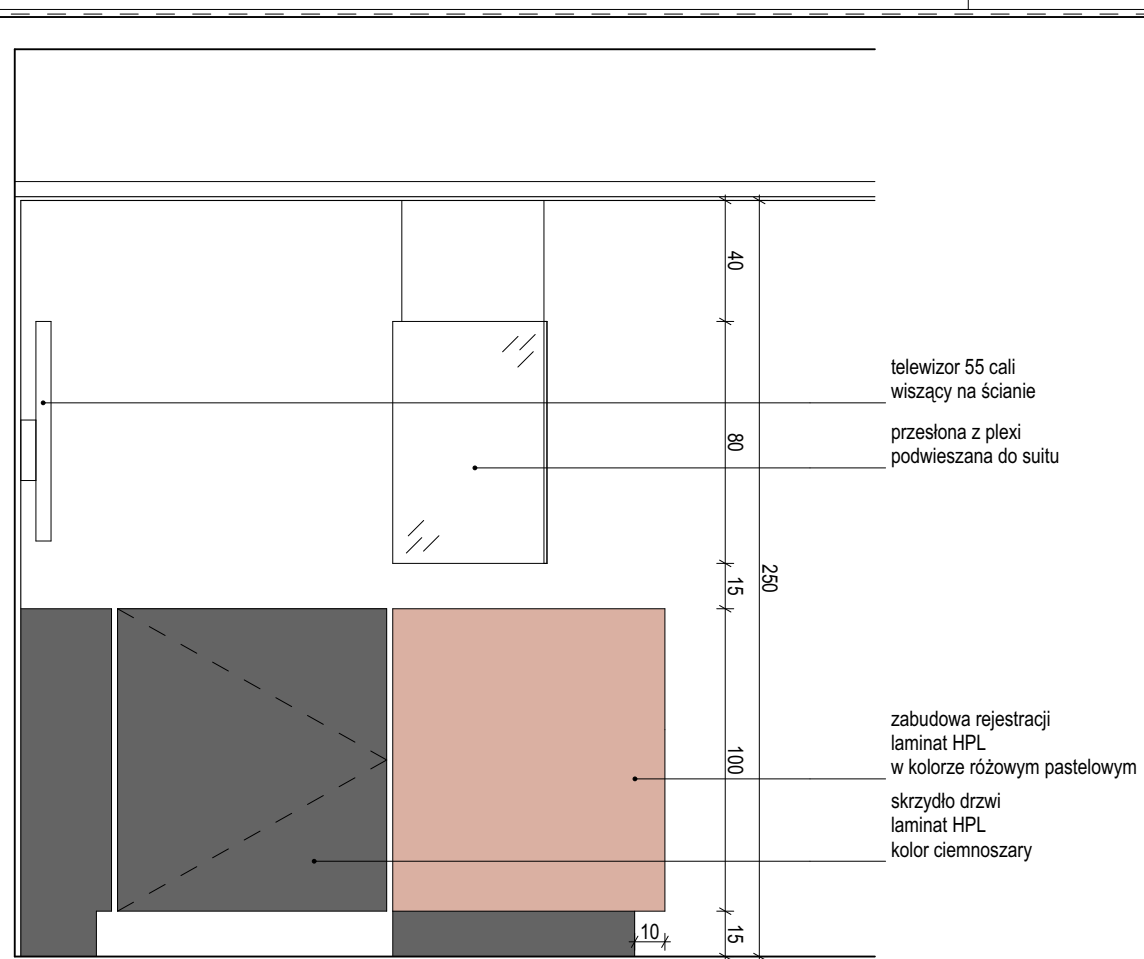 40
telewizor 55 cali
wiszący na ścianie
przesłona z plexi
podwieszana do suitu
80
15
250
zabudowa rejestracji
laminat HPL
w kolorze różowym pastelowym
100
skrzydło drzwi
laminat HPL
kolor ciemnoszary
10
15